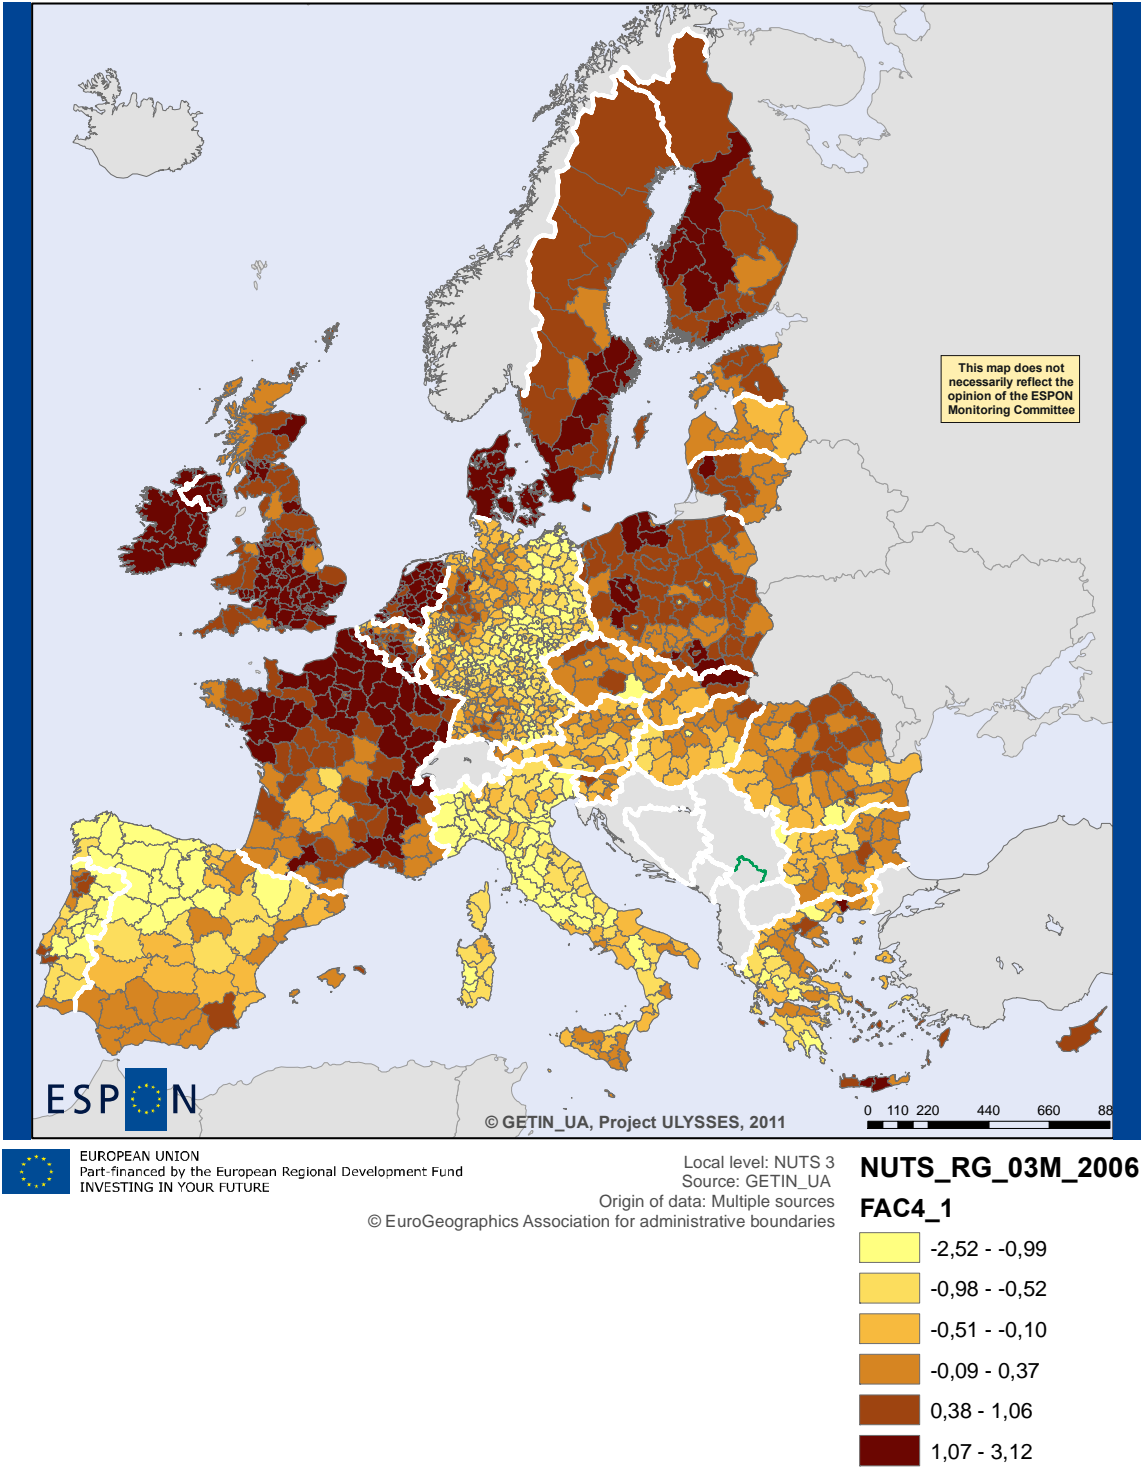 This map does not
necessarily reflect the
opinion of the ESPON
Monitoring Committee
ESPON
© GETIN_UA, Project ULYSSES, 2011
0 110 220 440 660 88
EUROPEAN UNION
Part-financed by the European Regional Development Fund
INVESTING IN YOUR FUTURE
Local level: NUTS 3
Source: GETIN_UA
Origin of data: Multiple sources
© EuroGeographics Association for administrative boundaries
NUTS_RG_03M_2006
FAC4_1
-2,52 - -0,99
-0,98 - -0,52
-0,51 - -0,10
-0,09 - 0,37
0,38 - 1,06
1,07 - 3,12